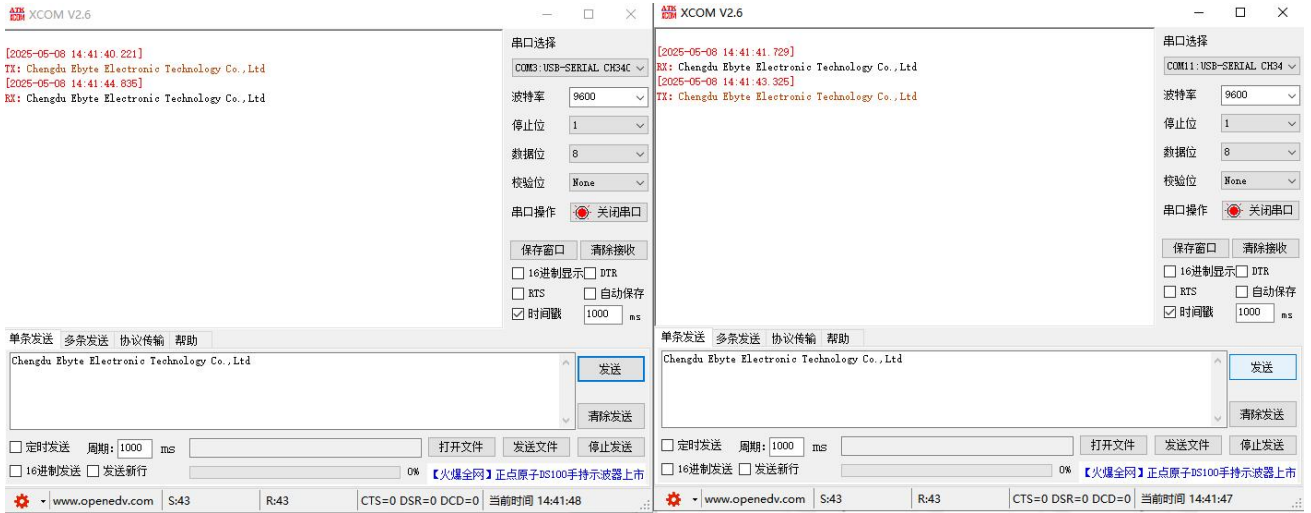 XCOM V2.6
[2025-05-08 14:41:40.221]
TX: Chengdu Ebyte Electronic Technology Co.,Ltd
[2025-05-08 14:41:44.835]
RX: Chengdu Ebyte Electronic Technology Co.,Ltd
串口选择
COM3:USB-SERIAL CH34C
波特率 9600
停止位 1
数据位 8
校验位 None
串口操作 关闭串口
保存窗口 清除接收
16进制显示 DTR
RTS 自动保存
时间戳 1000 ms
单条发送 多条发送 协议传输 帮助
Chengdu Ebyte Electronic Technology Co.,Ltd
发送
清除发送
定时发送 周期: 1000 ms 打开文件 发送文件 停止发送
16进制发送 发送新行 0% 【火爆全网】正点原子DS100手持示波器上市
www.openedv.com S:43 R:43 CTS=0 DSR=0 DCD=0 当前时间 14:41:48
XCOM V2.6
[2025-05-08 14:41:41.729]
RX: Chengdu Ebyte Electronic Technology Co.,Ltd
[2025-05-08 14:41:43.325]
TX: Chengdu Ebyte Electronic Technology Co.,Ltd
串口选择
COM11:USB-SERIAL CH34
波特率 9600
停止位 1
数据位 8
校验位 None
串口操作 关闭串口
保存窗口 清除接收
16进制显示 DTR
RTS 自动保存
时间戳 1000 ms
单条发送 多条发送 协议传输 帮助
Chengdu Ebyte Electronic Technology Co.,Ltd
发送
清除发送
定时发送 周期: 1000 ms 打开文件 发送文件 停止发送
16进制发送 发送新行 0% 【火爆全网】正点原子DS100手持示波器上市
www.openedv.com S:43 R:43 CTS=0 DSR=0 DCD=0 当前时间 14:41:47